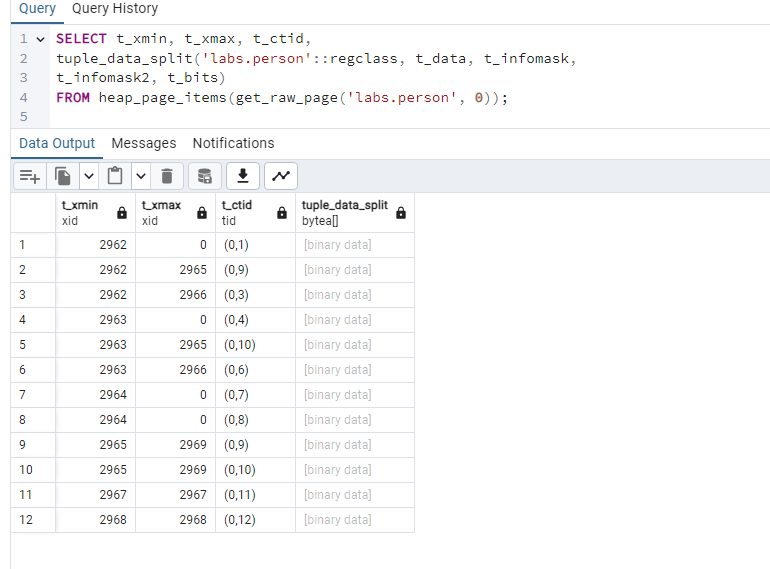 Query Query History
1 SELECT t_xmin, t_xmax, t_ctid,
2 tuple_data_split('labs.person'::regclass, t_data, t_infomask,
3 t_infomask2, t_bits)
4 FROM heap_page_items(get_raw_page('labs.person', 0));
5
Data Output Messages Notifications
t_xmin t_xmax t_ctid tuple_data_split
xid xid tid bytea[]
1 2962 0 (0,1) [binary data]
2 2962 2965 (0,9) [binary data]
3 2962 2966 (0,3) [binary data]
4 2963 0 (0,4) [binary data]
5 2963 2965 (0,10) [binary data]
6 2963 2966 (0,6) [binary data]
7 2964 0 (0,7) [binary data]
8 2964 0 (0,8) [binary data]
9 2965 2969 (0,9) [binary data]
10 2965 2969 (0,10) [binary data]
11 2967 2967 (0,11) [binary data]
12 2968 2968 (0,12) [binary data]